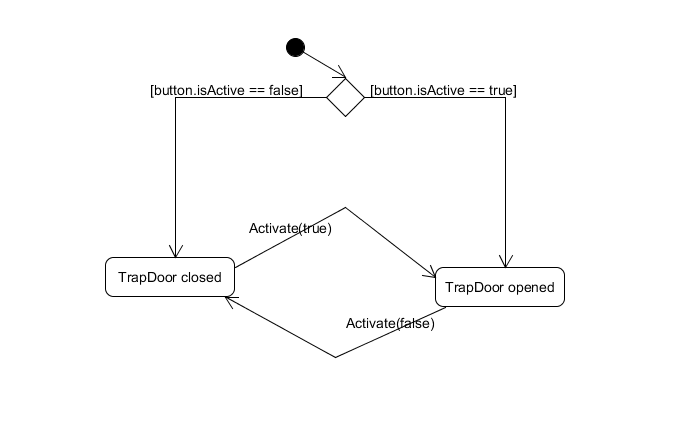 [button.isActive == false]
[button.isActive == true]
Activate(true)
TrapDoor closed
TrapDoor opened
Activate(false)